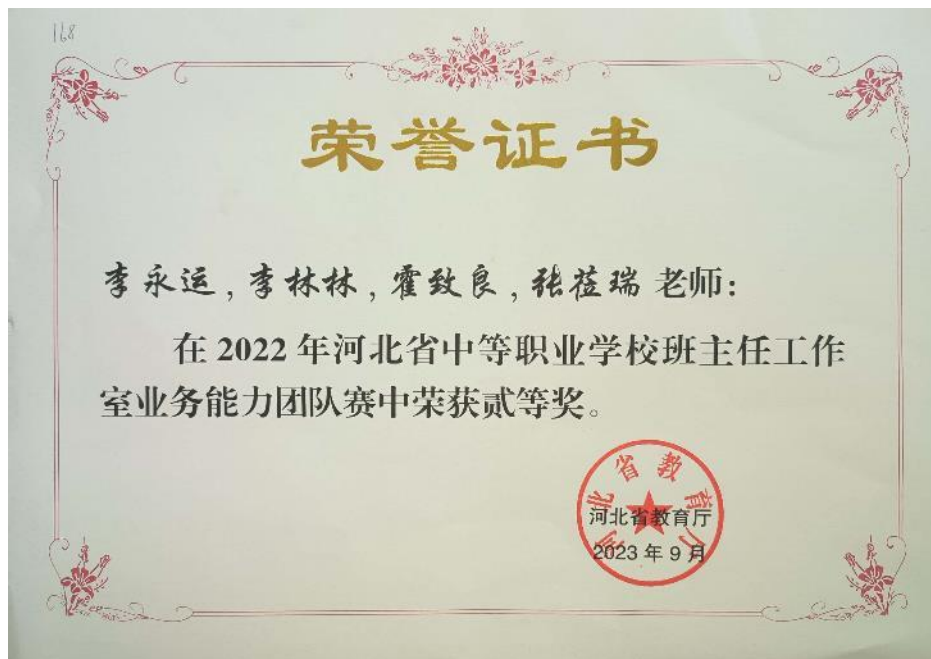 168
荣誉证书
李永运,李林林,霍致良,张莅瑞 老师:
在 2022 年河北省中等职业学校班主任工作
室业务能力团队赛中荣获贰等奖。
河北省教育厅
河北省教育厅
2023 年 9 月